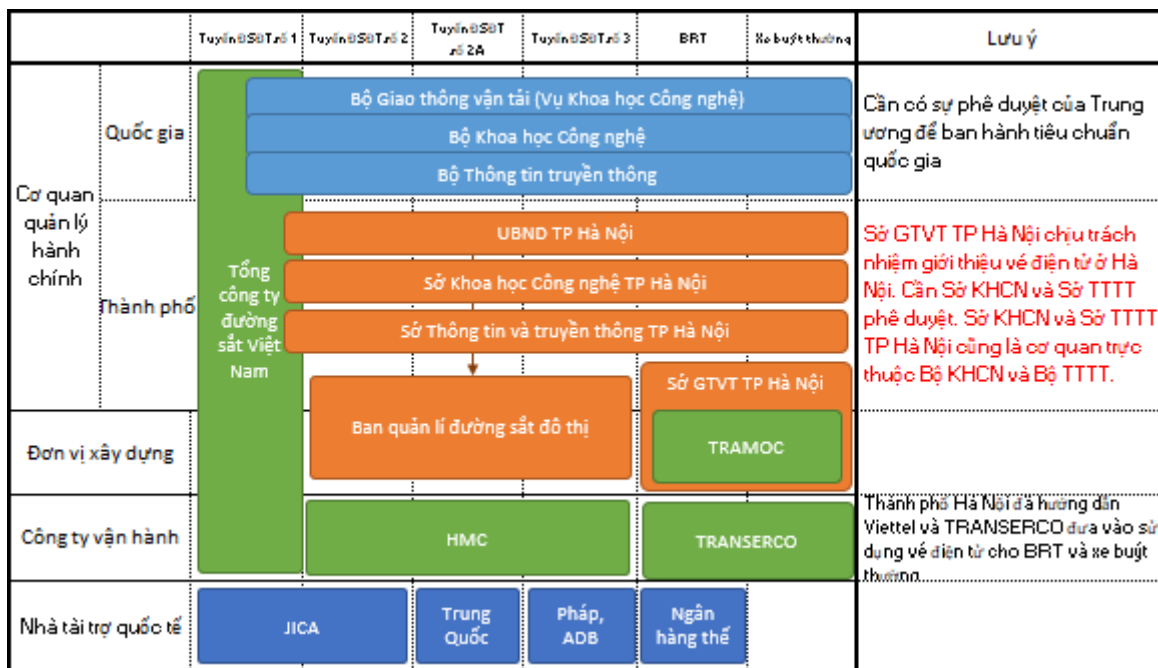 Tuyến ĐSĐT số 1
Tuyến ĐSĐT số 2
Tuyến ĐSĐT
số 2A
Tuyến ĐSĐT số 3
BRT
Xe buýt thường
Lưu ý
Cơ quan
quản lý
hành
chính
Quốc gia
Bộ Giao thông vận tải (Vụ Khoa học Công nghệ)
Bộ Khoa học Công nghệ
Bộ Thông tin truyền thông
Cần có sự phê duyệt của Trung
ương để ban hành tiêu chuẩn
quốc gia
Thành phố
Tổng
công ty
đường
sắt Việt
Nam
UBND TP Hà Nội
Sở Khoa học Công nghệ TP Hà Nội
Sở Thông tin và truyền thông TP Hà Nội
Sở GTVT TP Hà Nội
Ban quản lí đường sắt đô thị
TRAMOC
Sở GTVT TP Hà Nội chịu trách
nhiệm giới thiệu vé điện tử ở Hà
Nội. Cần Sở KHCN và Sở TTTT
phê duyệt. Sở KHCN và Sở TTTT
TP Hà Nội cũng là cơ quan trực
thuộc Bộ KHCN và Bộ TTTT.
Đơn vị xây dựng
Công ty vận hành
HMC
TRANSERCO
Thành phố Hà Nội đã hướng dẫn
Viettel và TRANSERCO đưa vào sử
dụng vé điện tử cho BRT và xe buýt
thường
Nhà tài trợ quốc tế
JICA
Trung
Quốc
Pháp,
ADB
Ngân
hàng thế